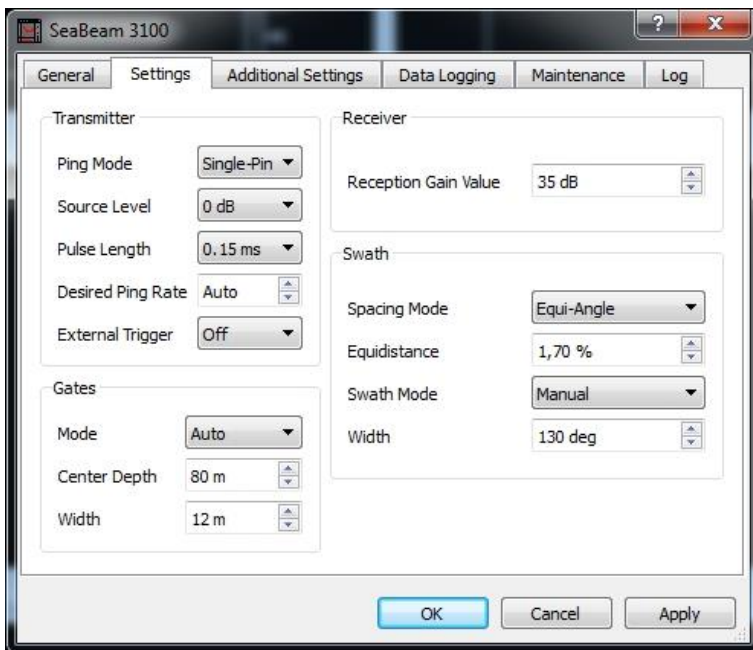 SeaBeam 3100
General Settings Additional Settings Data Logging Maintenance Log
Transmitter
Ping Mode Single-Pin
Source Level 0 dB
Pulse Length 0.15 ms
Desired Ping Rate Auto
External Trigger Off
Gates
Mode Auto
Center Depth 80 m
Width 12 m
Receiver
Reception Gain Value 35 dB
Swath
Spacing Mode Equi-Angle
Equidistance 1,70 %
Swath Mode Manual
Width 130 deg
OK Cancel Apply